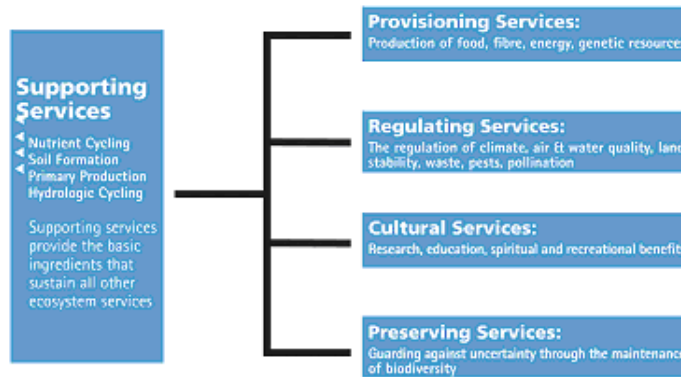 Supporting
Services
Nutrient Cycling
Soil Formation
Primary Production
Hydrologic Cycling
Supporting services
provide the basic
ingredients that
sustain all other
ecosystem services
Provisioning Services:
Production of food, fibre, energy, genetic resources
Regulating Services:
The regulation of climate, air & water quality, land
stability, waste, pests, pollination
Cultural Services:
Research, education, spiritual and recreational benefits
Preserving Services:
Guarding against uncertainty through the maintenance
of biodiversity